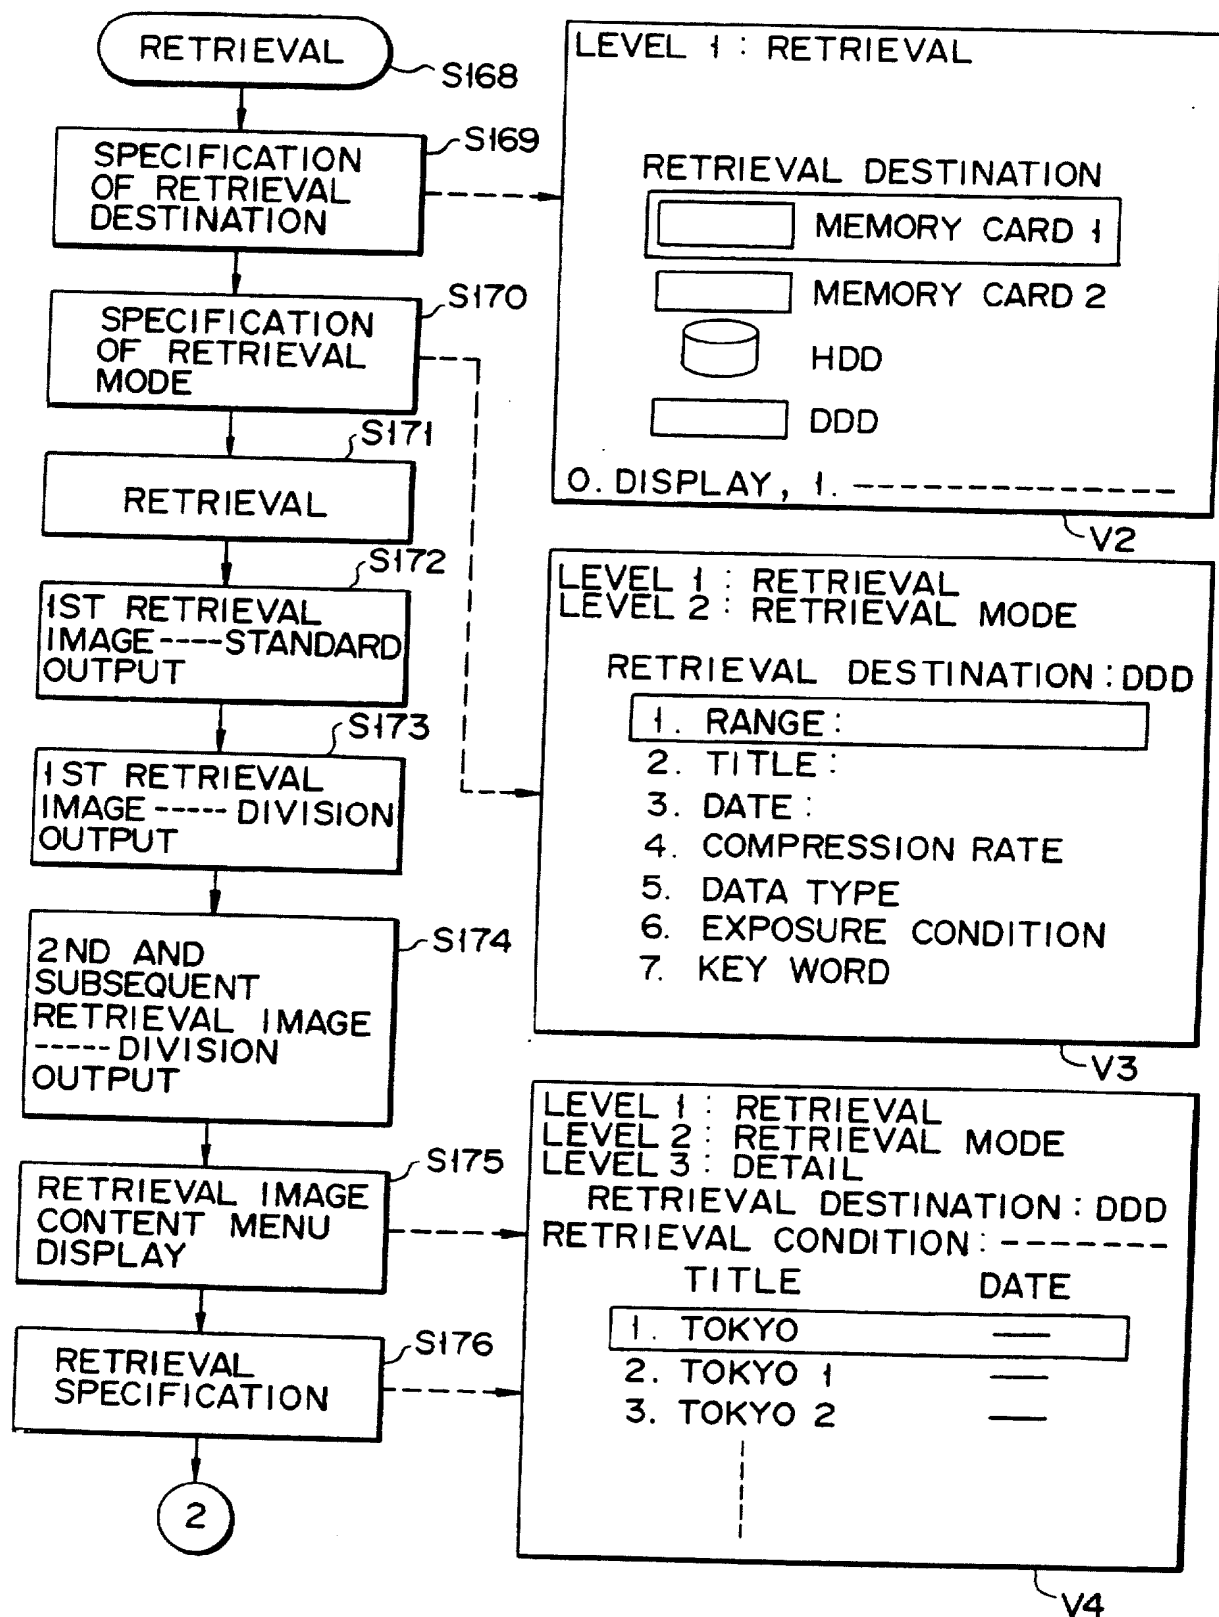 RETRIEVAL
S168
SPECIFICATION
OF RETRIEVAL
DESTINATION
S169
SPECIFICATION
OF RETRIEVAL
MODE
S170
RETRIEVAL
S171
1ST RETRIEVAL
IMAGE----STANDARD
OUTPUT
S172
1ST RETRIEVAL
IMAGE-----DIVISION
OUTPUT
S173
2ND AND
SUBSEQUENT
RETRIEVAL IMAGE
-----DIVISION
OUTPUT
S174
RETRIEVAL IMAGE
CONTENT MENU
DISPLAY
S175
RETRIEVAL
SPECIFICATION
S176
2
LEVEL 1 : RETRIEVAL
RETRIEVAL DESTINATION
MEMORY CARD 1
MEMORY CARD 2
HDD
DDD
0. DISPLAY, 1. --------------
V2
LEVEL 1 : RETRIEVAL
LEVEL 2 : RETRIEVAL MODE
RETRIEVAL DESTINATION : DDD
1. RANGE :
2. TITLE :
3. DATE :
4. COMPRESSION RATE
5. DATA TYPE
6. EXPOSURE CONDITION
7. KEY WORD
V3
LEVEL 1 : RETRIEVAL
LEVEL 2 : RETRIEVAL MODE
LEVEL 3 : DETAIL
RETRIEVAL DESTINATION : DDD
RETRIEVAL CONDITION : -------
TITLE DATE
1. TOKYO —
2. TOKYO 1 —
3. TOKYO 2 —
V4